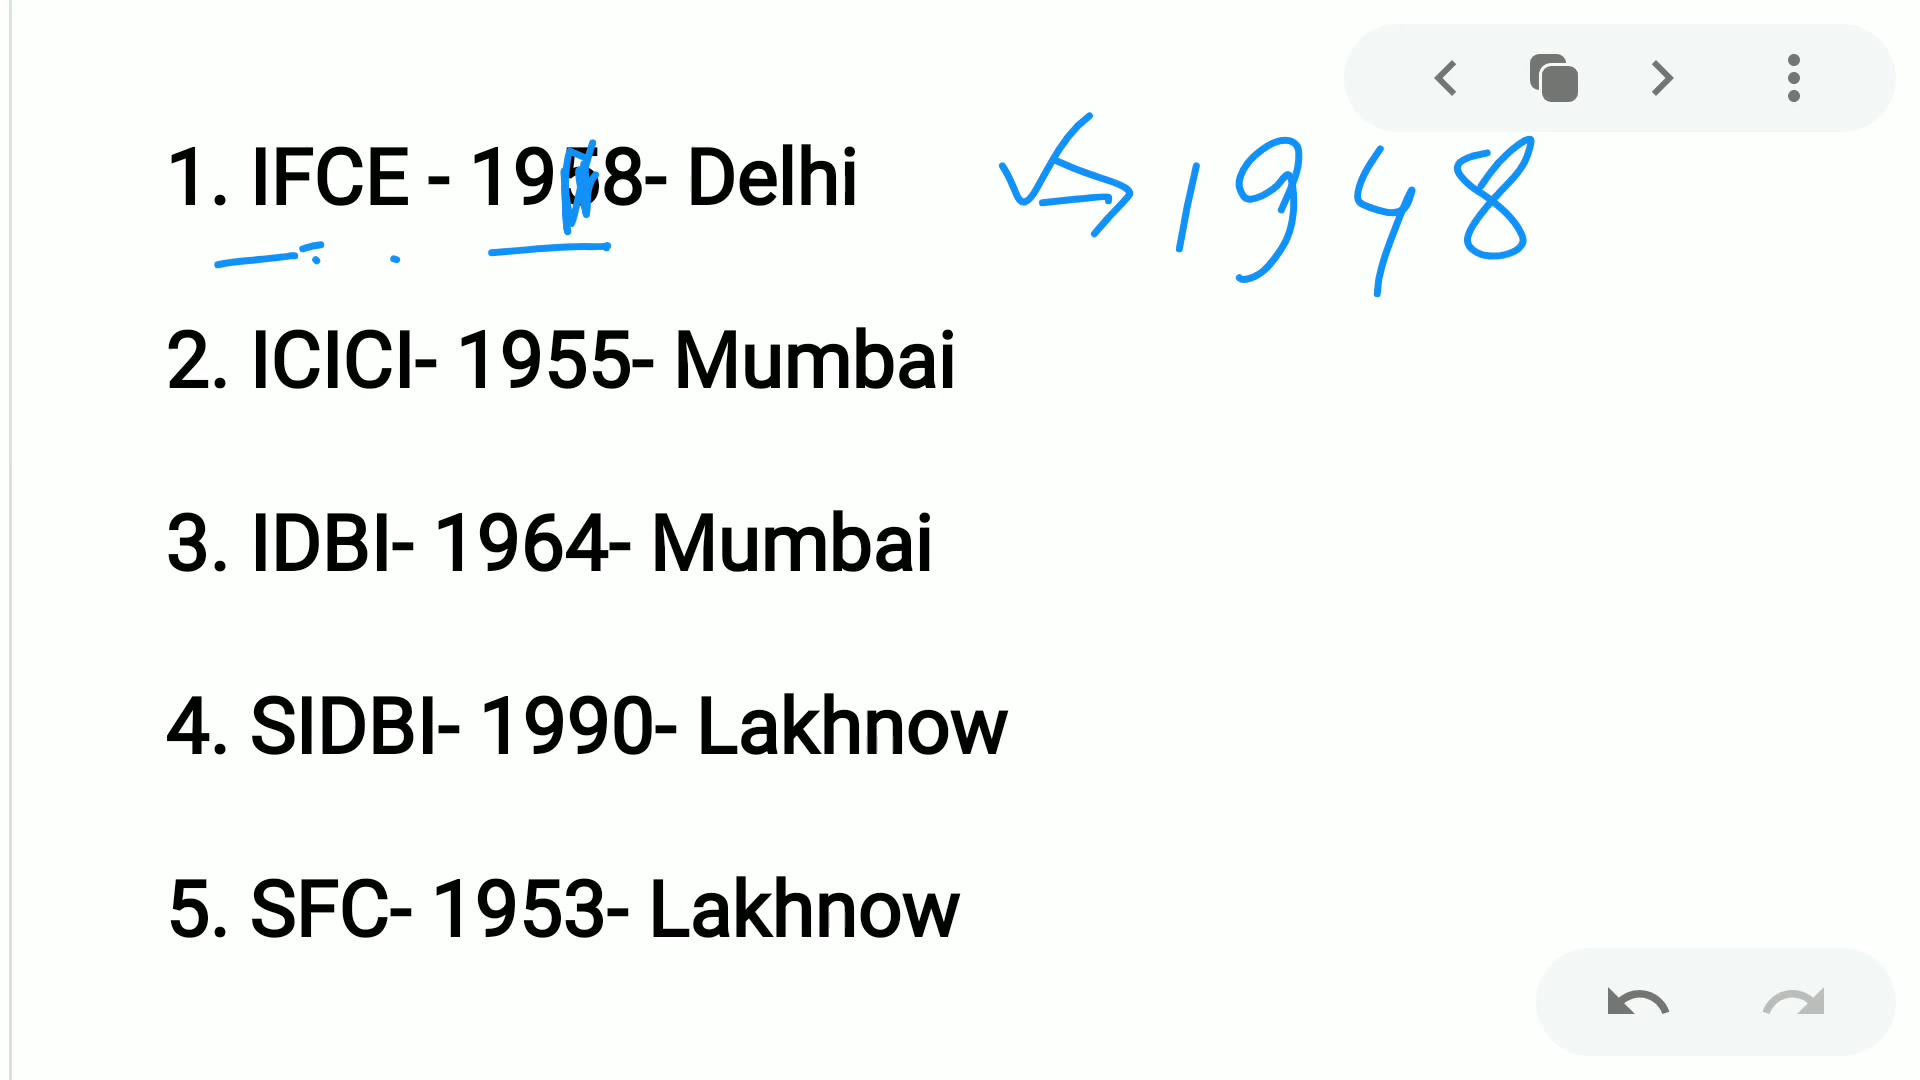 1. IFCE - 1958- Delhi 1948
2. ICICI- 1955- Mumbai
3. IDBI- 1964- Mumbai
4. SIDBI- 1990- Lakhnow
5. SFC- 1953- Lakhnow